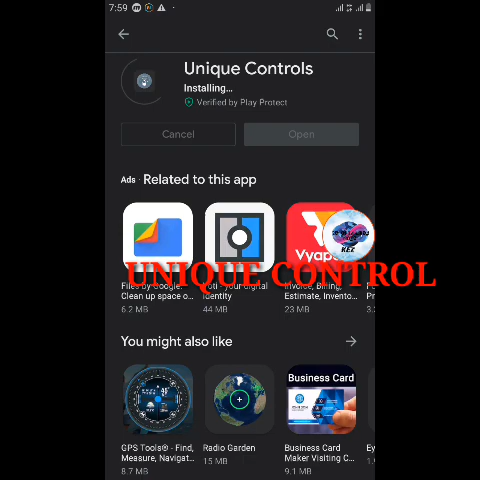 7:59
Unique Controls
Installing...
Verified by Play Protect
Cancel
Open
Ads · Related to this app
Vyapa
Files by Google:
Clean up space o...
6.2 MB
Yoti - your digital
identity
44 MB
Invoice, Billing,
Estimate, Invento...
23 MB
UNIQUE CONTROL
You might also like
GPS Tools® - Find,
Measure, Navigat...
8.7 MB
Radio Garden
15 MB
Business Card
Business Card
Maker Visiting C...
9.1 MB